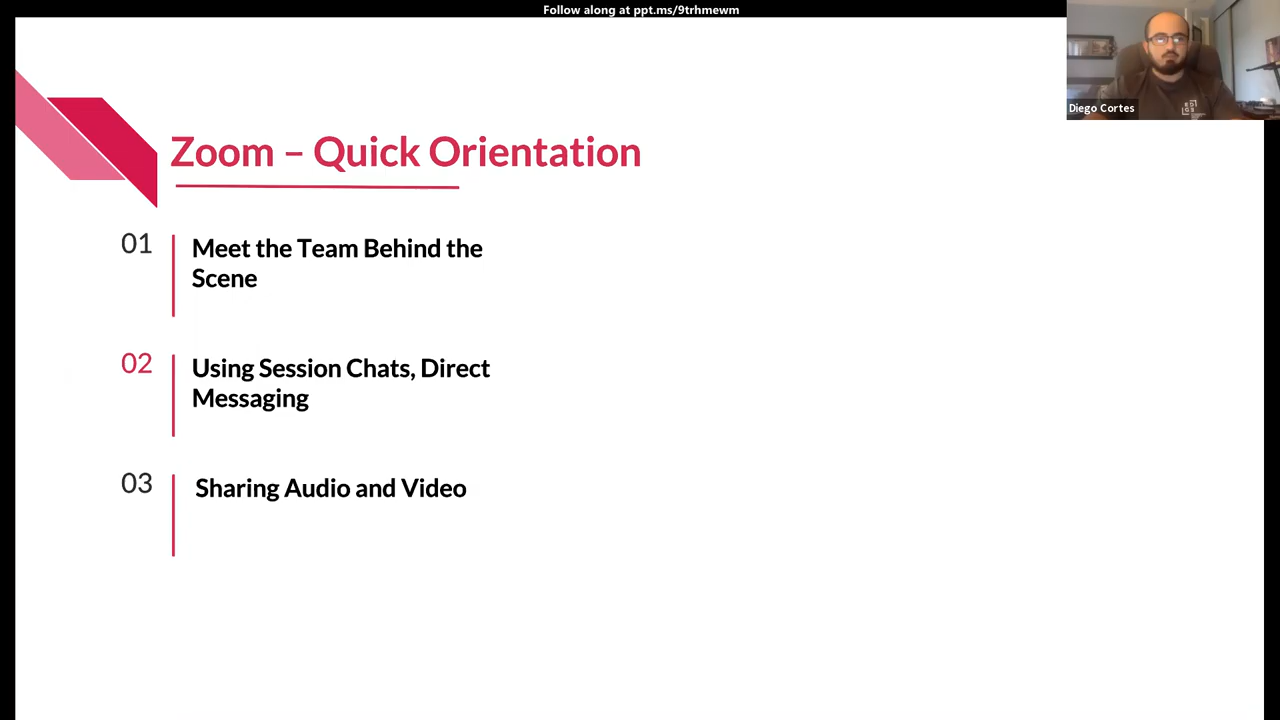 Follow along at ppt.ms/9trhmewm
Diego Cortes
Zoom – Quick Orientation
01
Meet the Team Behind the
Scene
02
Using Session Chats, Direct
Messaging
03
Sharing Audio and Video